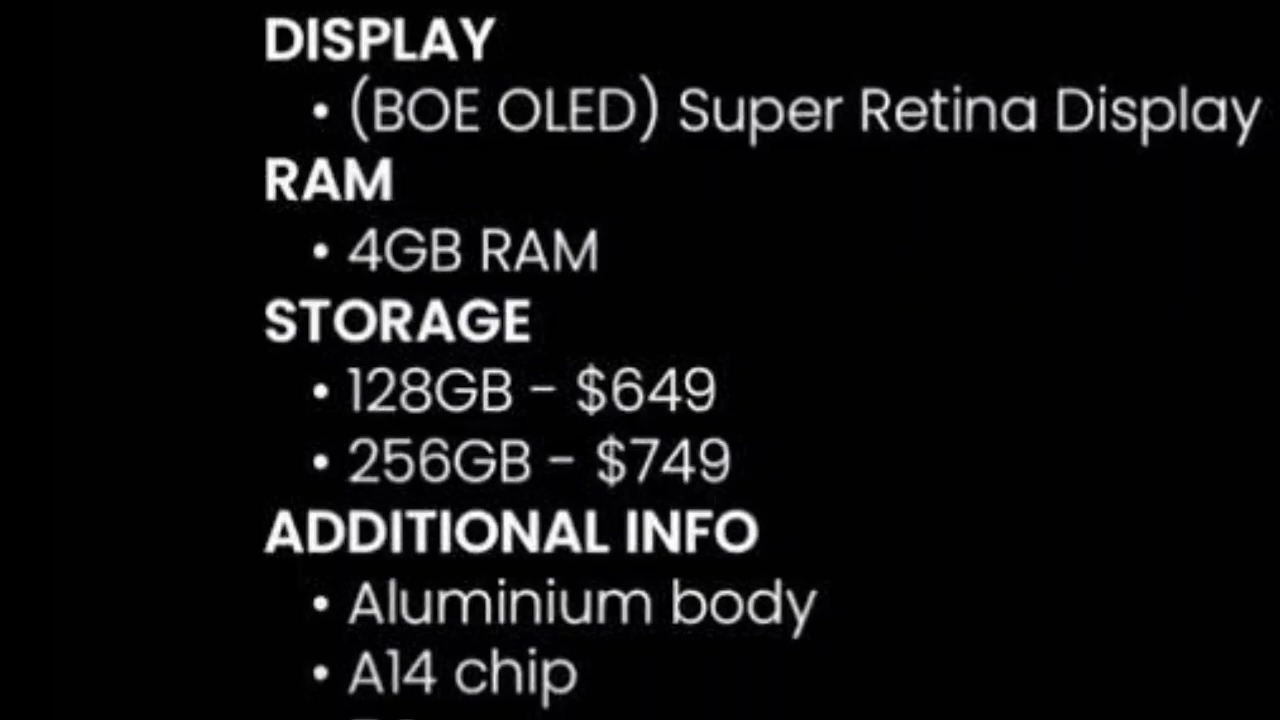 DISPLAY
• (BOE OLED) Super Retina Display
RAM
• 4GB RAM
STORAGE
• 128GB - $649
• 256GB - $749
ADDITIONAL INFO
• Aluminium body
• A14 chip